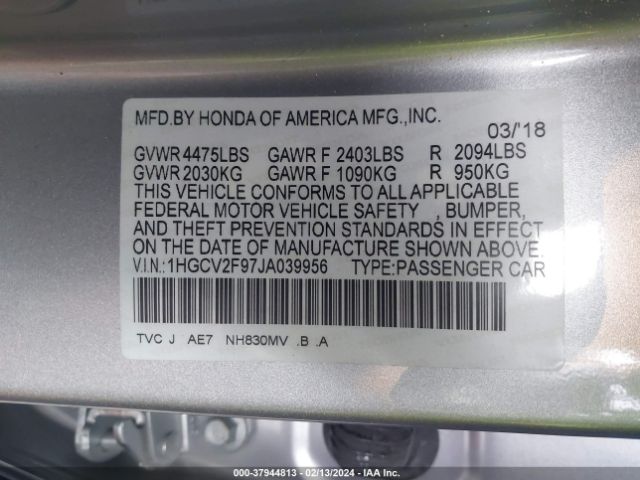 MFD.BY HONDA OF AMERICA MFG.,INC.
03/'18
GVWR 4475LBS GAWR F 2403LBS R 2094LBS
GVWR 2030KG GAWR F 1090KG R 950KG
THIS VEHICLE CONFORMS TO ALL APPLICABLE
FEDERAL MOTOR VEHICLE SAFETY , BUMPER,
AND THEFT PREVENTION STANDARDS IN EFFECT
ON THE DATE OF MANUFACTURE SHOWN ABOVE.
V.I.N.:1HGCV2F97JA039956 TYPE:PASSENGER CAR
TVC J AE7 NH830MV .B .A
000-37944813 - 02/13/2024 - IAA Inc.